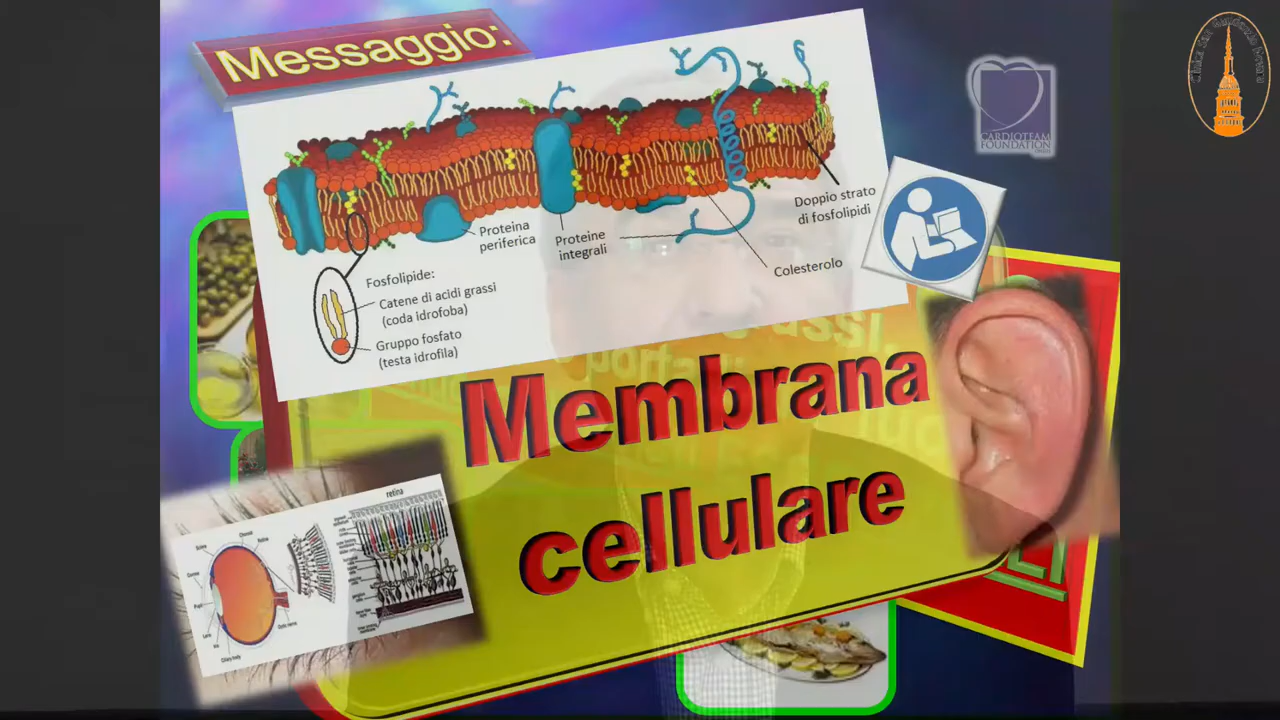 Messaggio:
CARDIOTEAM
FOUNDATION
Proteina
periferica
Proteine
integrali
Doppio strato
di fosfolipidi
Colesterolo
Fosfolipide:
Catene di acidi grassi
(coda idrofoba)
Gruppo fosfato
(testa idrofila)
Membrana
cellulare
retina